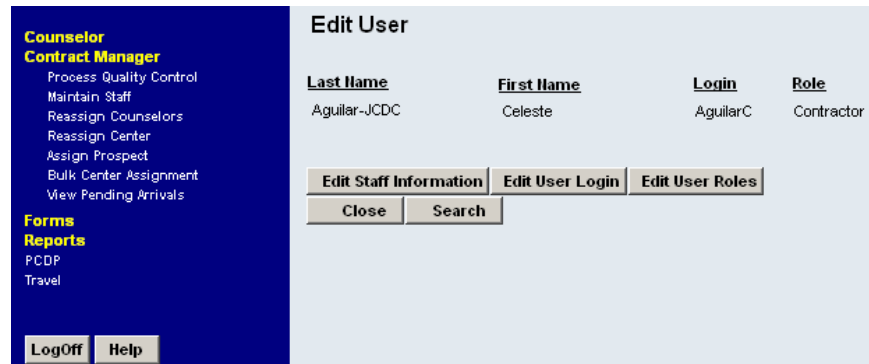 Counselor
Contract Manager
Process Quality Control
Maintain Staff
Reassign Counselors
Reassign Center
Assign Prospect
Bulk Center Assignment
View Pending Arrivals
Forms
Reports
PCDP
Travel
LogOff Help
Edit User
Last Name First Name Login Role
Aguilar-JCDC Celeste AguilarC Contractor
Edit Staff Information Edit User Login Edit User Roles
Close Search